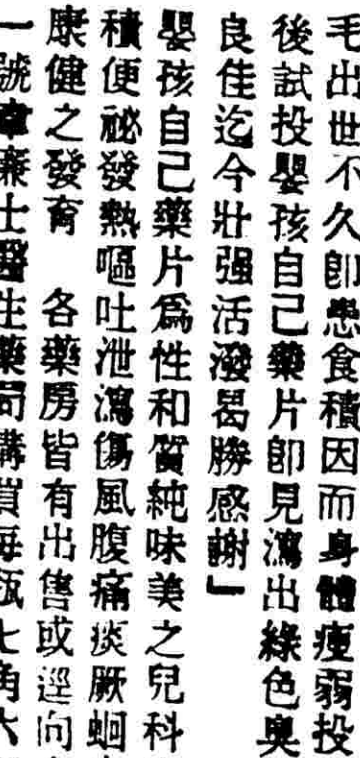 毛出世不久卽患食積因而身體瘦弱投
後試投嬰孩自己藥片卽見瀉出綠色臭
良佳迄今壯强活潑曷勝感謝」
嬰孩自己藥片爲性和質純味美之兒科
積便祕發熱嘔吐泄瀉傷風腹痛痰厥蛔
康健之發育 各藥房皆有出售或逕向
一號韋廉士醫生藥局購買每瓶七角六